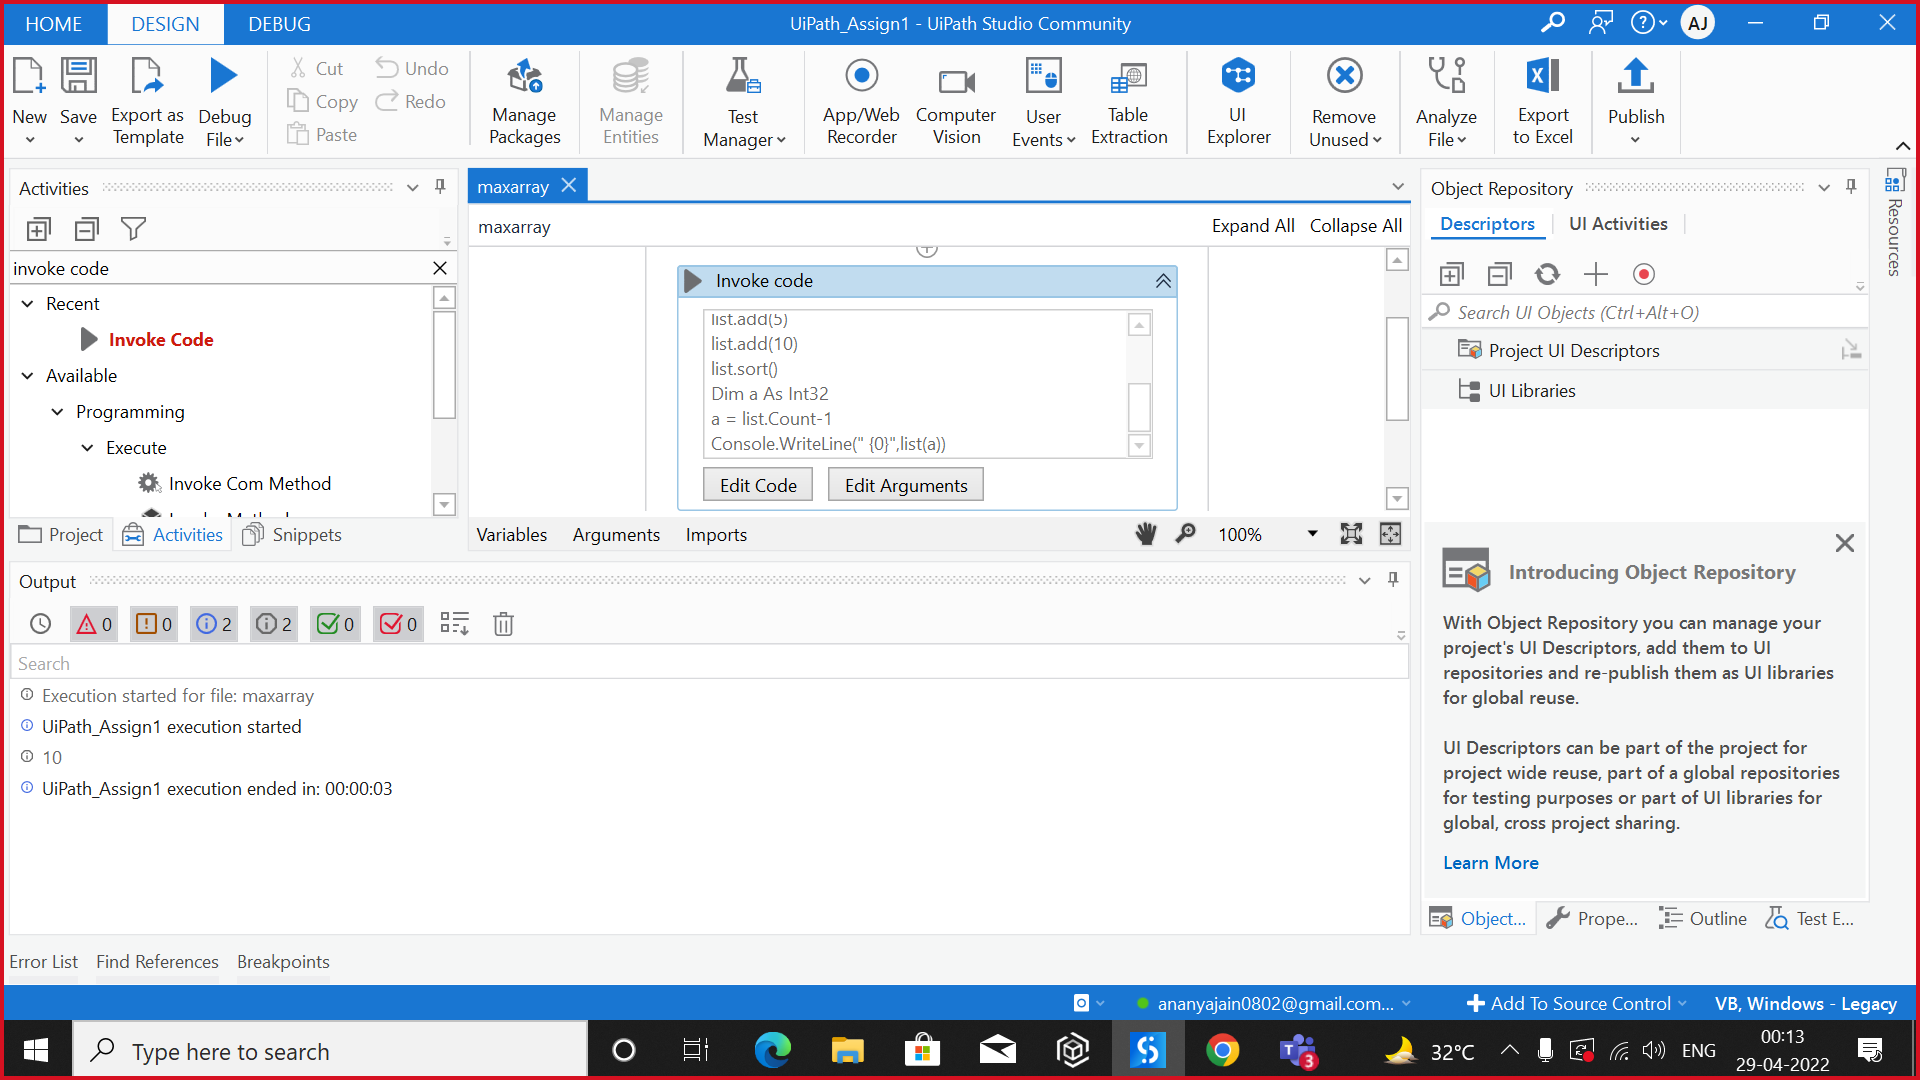 HOME
DESIGN
DEBUG
UiPath_Assign1 - UiPath Studio Community
AJ
New
Save
Export as Template
Debug File
Cut
Copy
Paste
Undo
Redo
Manage Packages
Manage Entities
Test Manager
App/Web Recorder
Computer Vision
User Events
Table Extraction
UI Explorer
Remove Unused
Analyze File
Export to Excel
Publish
Activities
invoke code
Recent
Invoke Code
Available
Programming
Execute
Invoke Com Method
Project
Activities
Snippets
maxarray
maxarray
Expand All
Collapse All
Invoke code
list.add(5)
list.add(10)
list.sort()
Dim a As Int32
a = list.Count-1
Console.WriteLine(" {0}",list(a))
Edit Code
Edit Arguments
Variables
Arguments
Imports
100%
Object Repository
Descriptors
UI Activities
Search UI Objects (Ctrl+Alt+O)
Project UI Descriptors
UI Libraries
Resources
Introducing Object Repository
With Object Repository you can manage your
project's UI Descriptors, add them to UI
repositories and re-publish them as UI libraries
for global reuse.
UI Descriptors can be part of the project for
project wide reuse, part of a global repositories
for testing purposes or part of UI libraries for
global, cross project sharing.
Learn More
Object...
Prope...
Outline
Test E...
Output
0
0
2
2
0
0
Search
Execution started for file: maxarray
UiPath_Assign1 execution started
10
UiPath_Assign1 execution ended in: 00:00:03
Error List
Find References
Breakpoints
ananyajain0802@gmail.com...
Add To Source Control
VB, Windows - Legacy
Type here to search
3
32°C
ENG
00:13
29-04-2022